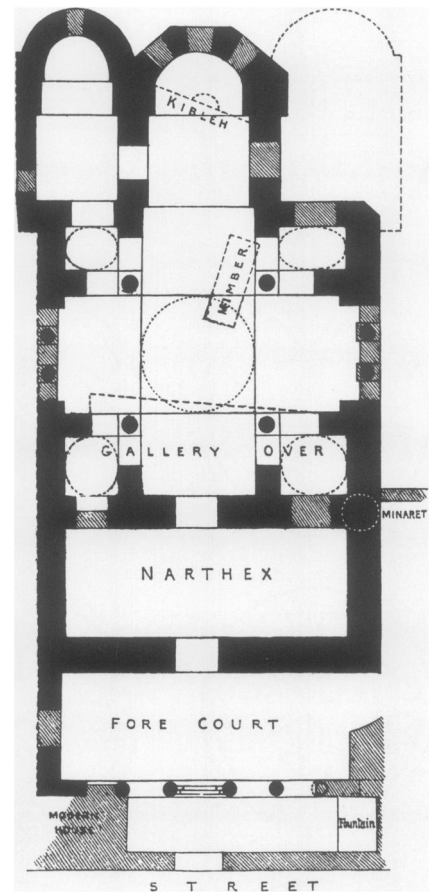 KIBLEH
MIMBER
GALLERY OVER
MINARET
NARTHEX
FORE COURT
MODERN
HOUSE
Fountain
STREET